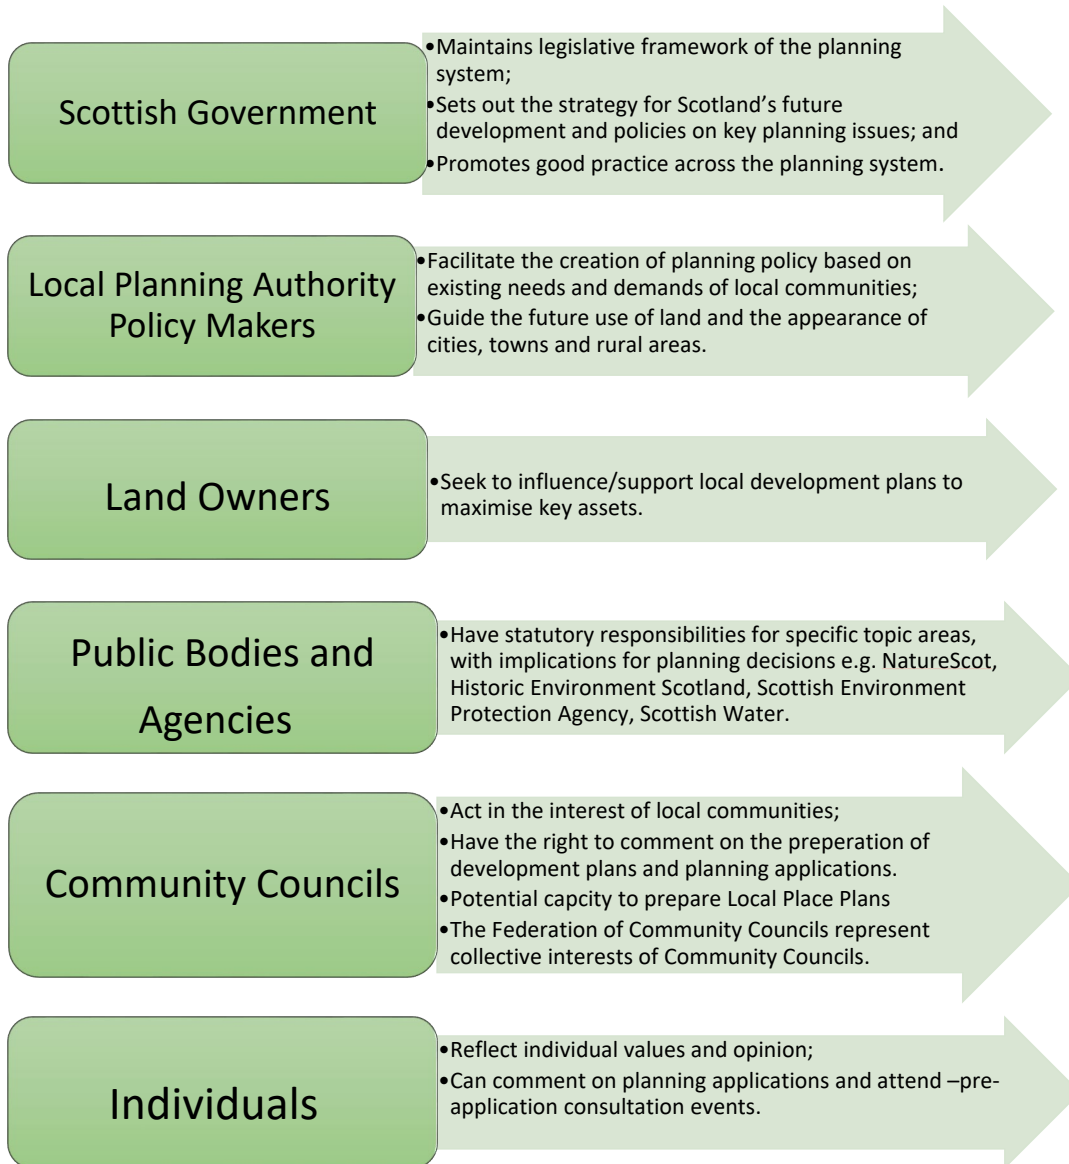 Scottish Government
•Maintains legislative framework of the planning
system;
•Sets out the strategy for Scotland’s future
development and policies on key planning issues; and
•Promotes good practice across the planning system.
Local Planning Authority
Policy Makers
•Facilitate the creation of planning policy based on
existing needs and demands of local communities;
•Guide the future use of land and the appearance of
cities, towns and rural areas.
Land Owners
•Seek to influence/support local development plans to
maximise key assets.
Public Bodies and
Agencies
•Have statutory responsibilities for specific topic areas,
with implications for planning decisions e.g. NatureScot,
Historic Environment Scotland, Scottish Environment
Protection Agency, Scottish Water.
Community Councils
•Act in the interest of local communities;
•Have the right to comment on the preperation of
development plans and planning applications.
•Potential capcity to prepare Local Place Plans
•The Federation of Community Councils represent
collective interests of Community Councils.
Individuals
•Reflect individual values and opinion;
•Can comment on planning applications and attend –pre-
application consultation events.